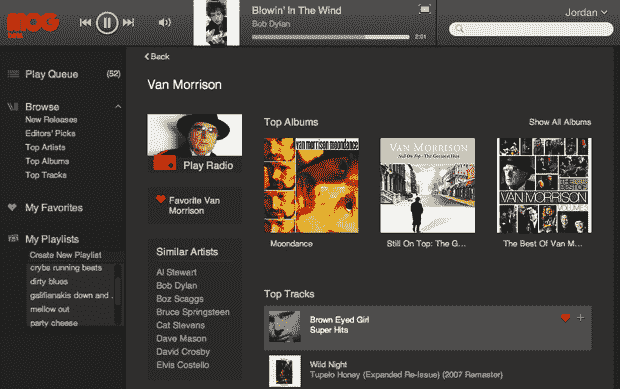 MOG
Blowin' In The Wind
Bob Dylan
2:01
Jordan
Play Queue (52)
Browse
New Releases
Editors' Picks
Top Artists
Top Albums
Top Tracks
My Favorites
My Playlists
Create New Playlist
crybs running beats
dirty blues
galifianakis down and .
mellow out
party cheese
Back
Van Morrison
Play Radio
Favorite Van
Morrison
Similar Artists
Al Stewart
Bob Dylan
Boz Scaggs
Bruce Springsteen
Cat Stevens
Dave Mason
David Crosby
Elvis Costello
Top Albums
Show All Albums
van morrison moondance
Moondance
VAN MORRISON
Still On Top - The Greatest Hits
Still On Top: The G...
VAN MORRISON
The Best Of Van M...
Top Tracks
Brown Eyed Girl
Super Hits
Wild Night
Tupelo Honey (Expanded Re-Issue) (2007 Remaster)